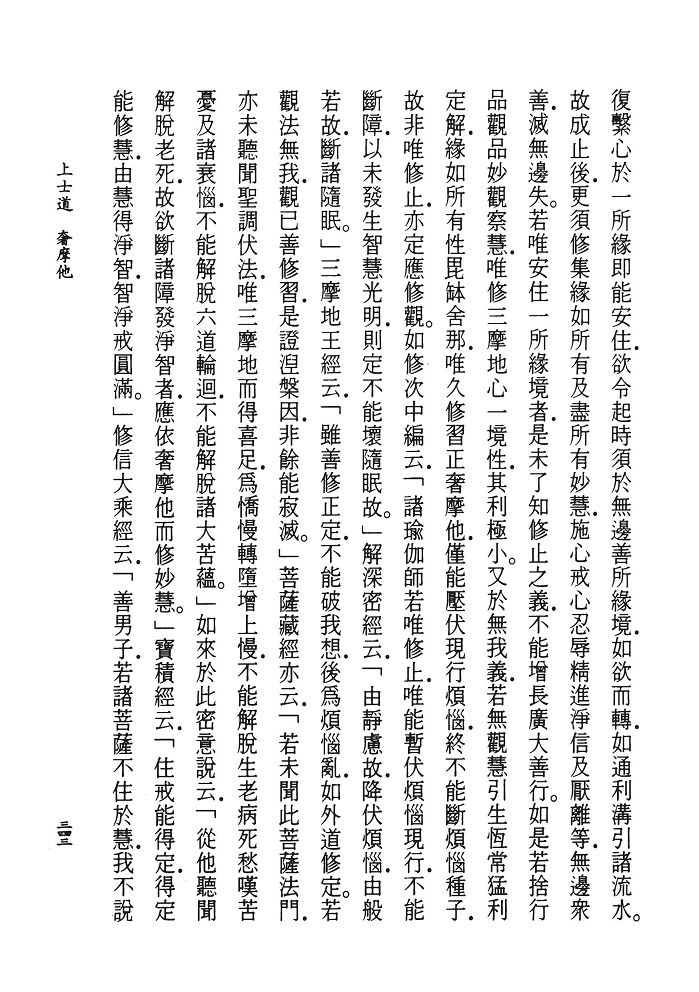 復繫心於一所緣即能安住．欲令起時須於無邊善所緣境．如欲而轉．如通利溝引諸流水。
故成止後．更須修集緣如所有及盡所有妙慧．施心戒心忍辱精進淨信及厭離等．無邊衆
善．滅無邊失。若唯安住一所緣境者．是未了知修止之義．不能增長廣大善行。如是若捨行
品觀品妙觀察慧．唯修三摩地心一境性．其利極小。又於無我義．若無觀慧引生恆常猛利
定解．緣如所有性毘缽舍那．唯久修習正奢摩他．僅能壓伏現行煩惱．終不能斷煩惱種子．
故非唯修止．亦定應修觀。如修次中編云．「諸瑜伽師若唯修止．唯能暫伏煩惱現行．不能
斷障．以未發生智慧光明．則定不能壞隨眠故。」解深密經云．「由靜慮故．降伏煩惱．由般
若故．斷諸隨眠。」三摩地王經云．「雖善修正定．不能破我想．後爲煩惱亂．如外道修定。若
觀法無我．觀已善修習．是證涅槃因．非餘能寂滅。」菩薩藏經亦云．「若未聞此菩薩法門．
亦未聽聞聖調伏法．唯三摩地而得喜足．爲憍慢轉墮增上慢．不能解脫生老病死愁嘆苦
憂及諸衰惱．不能解脫六道輪迴．不能解脫諸大苦蘊。」如來於此密意說云．「從他聽聞
解脫老死．故欲斷諸障發淨智者．應依奢摩他而修妙慧。」寶積經云．「住戒能得定．得定
能修慧．由慧得淨智．智淨戒圓滿。」修信大乘經云．「善男子．若諸菩薩不住於慧．我不說
上士道　奢摩他
三四三